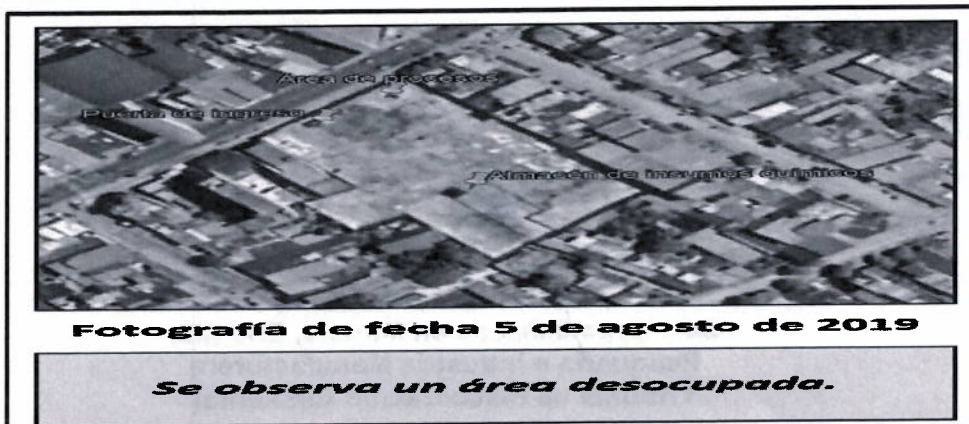 Área de procesos
Puerta de ingreso
Almacén de insumos químicos
Fotografía de fecha 5 de agosto de 2019
Se observa un área desocupada.